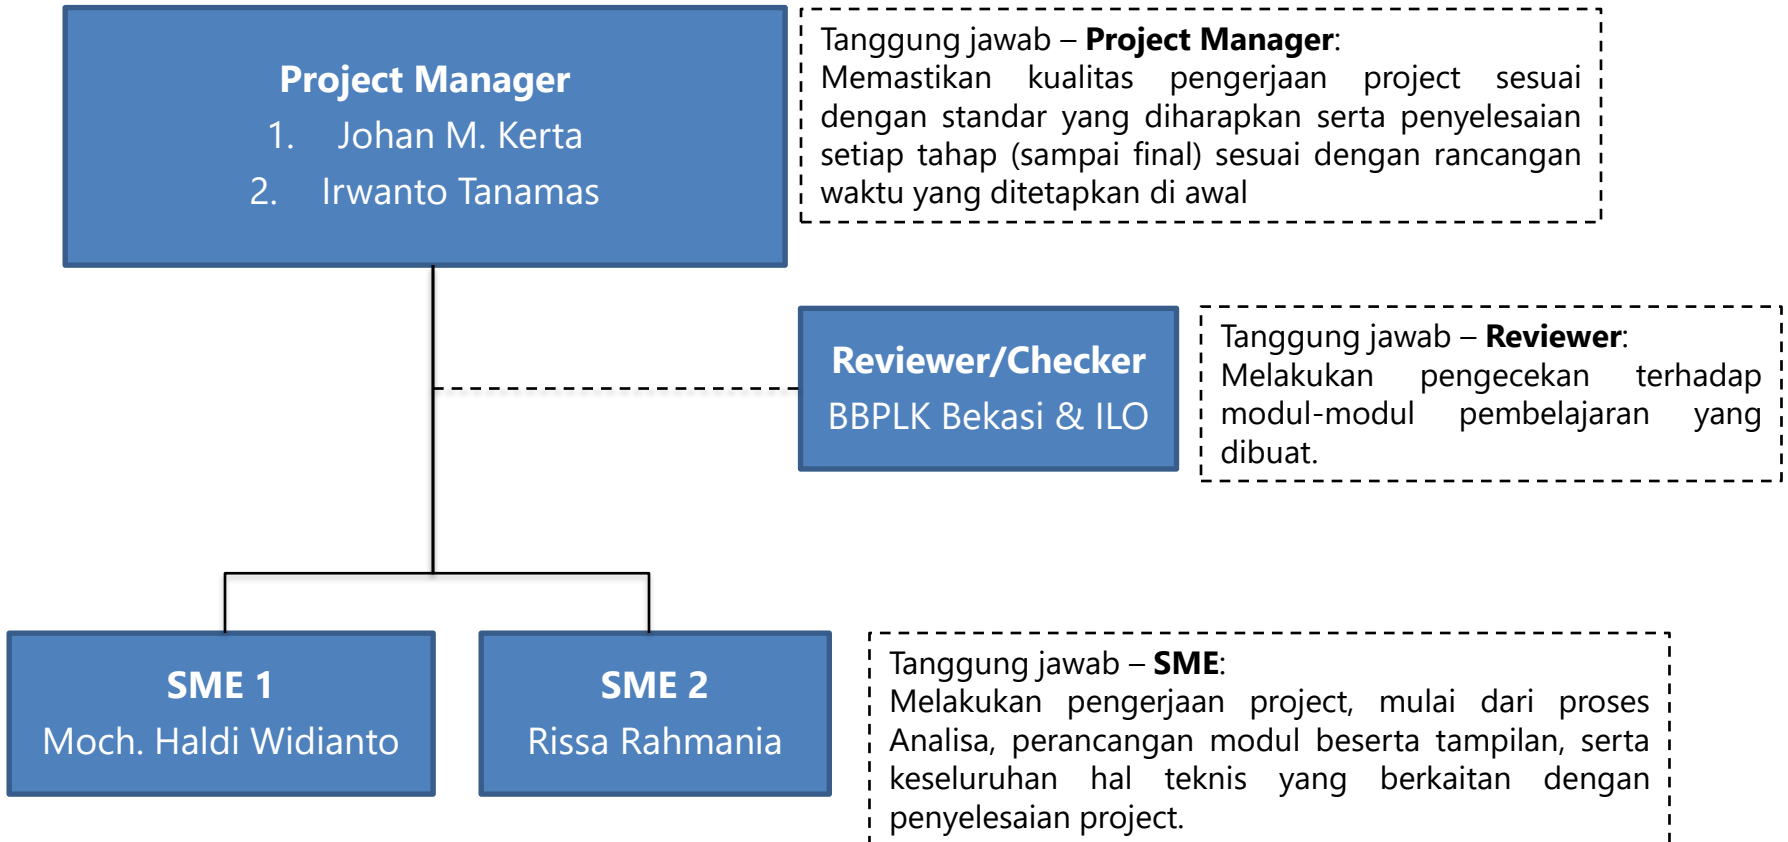 Project Manager
1. Johan M. Kerta
2. Irwanto Tanamas
Tanggung jawab – Project Manager:
Memastikan kualitas pengerjaan project sesuai
dengan standar yang diharapkan serta penyelesaian
setiap tahap (sampai final) sesuai dengan rancangan
waktu yang ditetapkan di awal
Reviewer/Checker
BBPLK Bekasi & ILO
Tanggung jawab – Reviewer:
Melakukan pengecekan terhadap
modul-modul pembelajaran yang
dibuat.
SME 1
Moch. Haldi Widianto
SME 2
Rissa Rahmania
Tanggung jawab – SME:
Melakukan pengerjaan project, mulai dari proses
Analisa, perancangan modul beserta tampilan, serta
keseluruhan hal teknis yang berkaitan dengan
penyelesaian project.